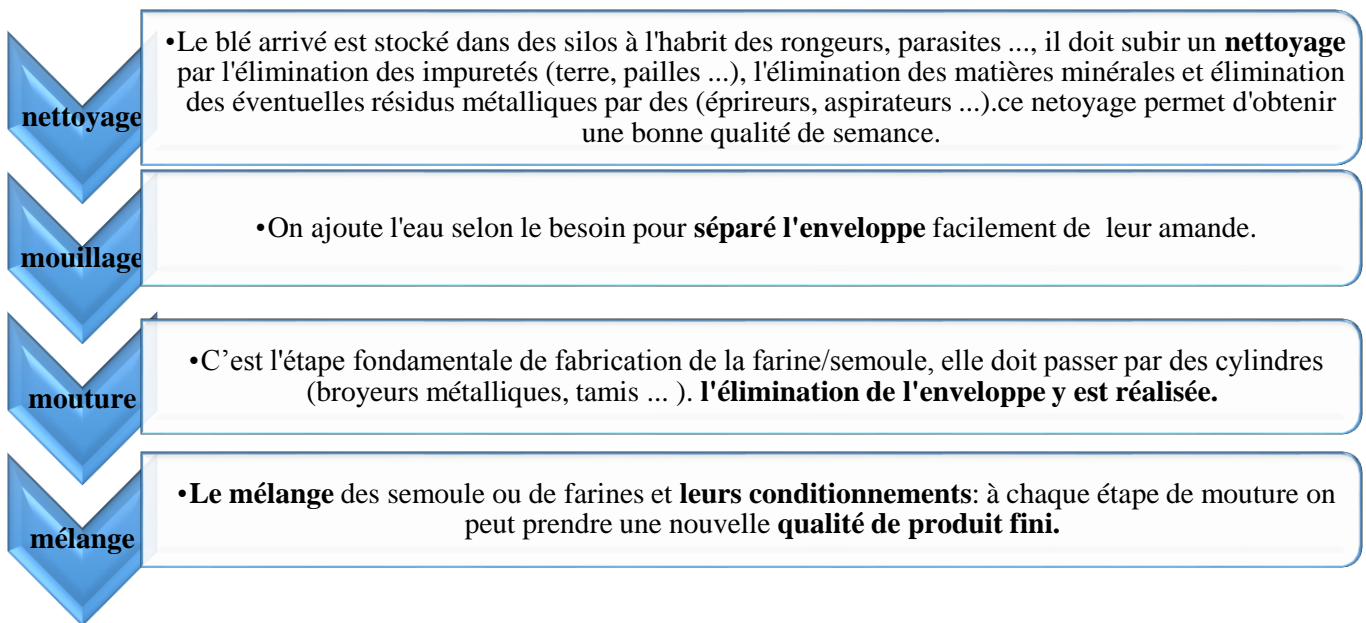 nettoyage
•Le blé arrivé est stocké dans des silos à l'habrit des rongeurs, parasites ..., il doit subir un nettoyage
par l'élimination des impuretés (terre, pailles ...), l'élimination des matières minérales et élimination
des éventuelles résidus métalliques par des (éprireurs, aspirateurs ...).ce netoyage permet d'obtenir
une bonne qualité de semance.
mouillage
•On ajoute l'eau selon le besoin pour séparé l'enveloppe facilement de leur amande.
mouture
•C’est l'étape fondamentale de fabrication de la farine/semoule, elle doit passer par des cylindres
(broyeurs métalliques, tamis ... ). l'élimination de l'enveloppe y est réalisée.
mélange
•Le mélange des semoule ou de farines et leurs conditionnements: à chaque étape de mouture on
peut prendre une nouvelle qualité de produit fini.